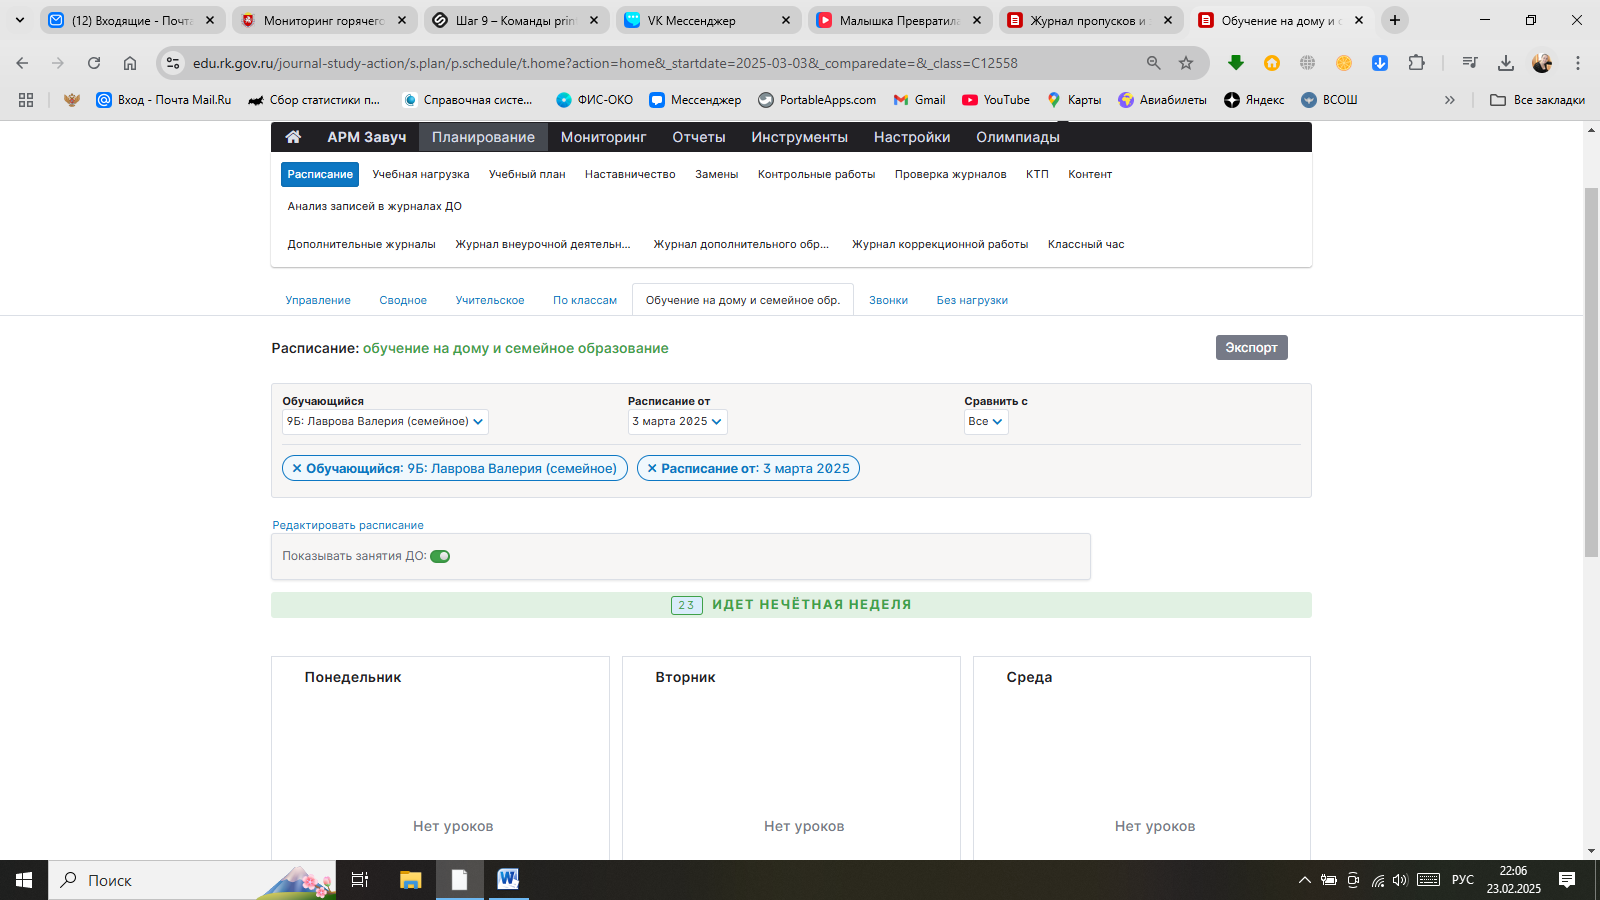 (12) Входящие - Почта
Мониторинг горячего
Шаг 9 – Команды prin
VK Мессенджер
Малышка Превратила
Журнал пропусков и
Обучение на дому и с
edu.rk.gov.ru/journal-study-action/s.plan/p.schedule/t.home?action=home&_startdate=2025-03-03&_comparedate=&_class=C12558
Вход - Почта Mail.Ru
Сбор статистики п...
Справочная систе...
ФИС-ОКО
Мессенджер
PortableApps.com
Gmail
YouTube
Карты
Авиабилеты
Яндекс
ВСОШ
Все закладки
АРМ Завуч Планирование Мониторинг Отчеты Инструменты Настройки Олимпиады
Расписание Учебная нагрузка Учебный план Наставничество Замены Контрольные работы Проверка журналов КТП Контент
Анализ записей в журналах ДО
Дополнительные журналы Журнал внеурочной деятельн... Журнал дополнительного обр... Журнал коррекционной работы Классный час
Управление Сводное Учительское По классам Обучение на дому и семейное обр. Звонки Без нагрузки
Расписание: обучение на дому и семейное образование
Экспорт
Обучающийся Расписание от Сравнить с
9Б: Лаврова Валерия (семейное) 3 марта 2025 Все
✕ Обучающийся: 9Б: Лаврова Валерия (семейное) ✕ Расписание от: 3 марта 2025
Редактировать расписание
Показывать занятия ДО:
23 ИДЕТ НЕЧЁТНАЯ НЕДЕЛЯ
Понедельник Вторник Среда
Нет уроков Нет уроков Нет уроков
Поиск
РУС
22:06
23.02.2025